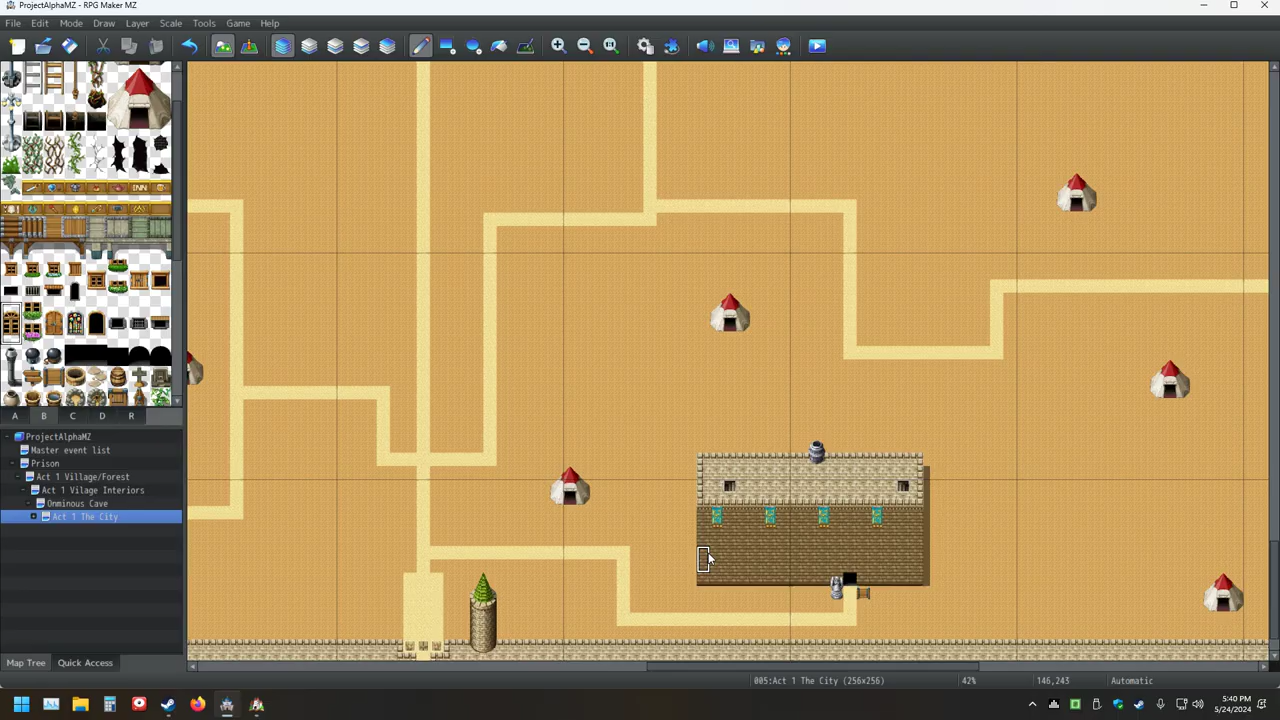 ProjectAlphaMZ - RPG Maker MZ
File Edit Mode Draw Layer Scale Tools Game Help
INN
A B C D R
ProjectAlphaMZ
Master event list
Prison
Act 1 Village/Forest
Act 1 Vilage Interiors
Onminous Cave
Act 1 The City
Map Tree Quick Access
005:Act 1 The City (256x256) 42% 146,243 Automatic
5:40 PM
5/24/2024